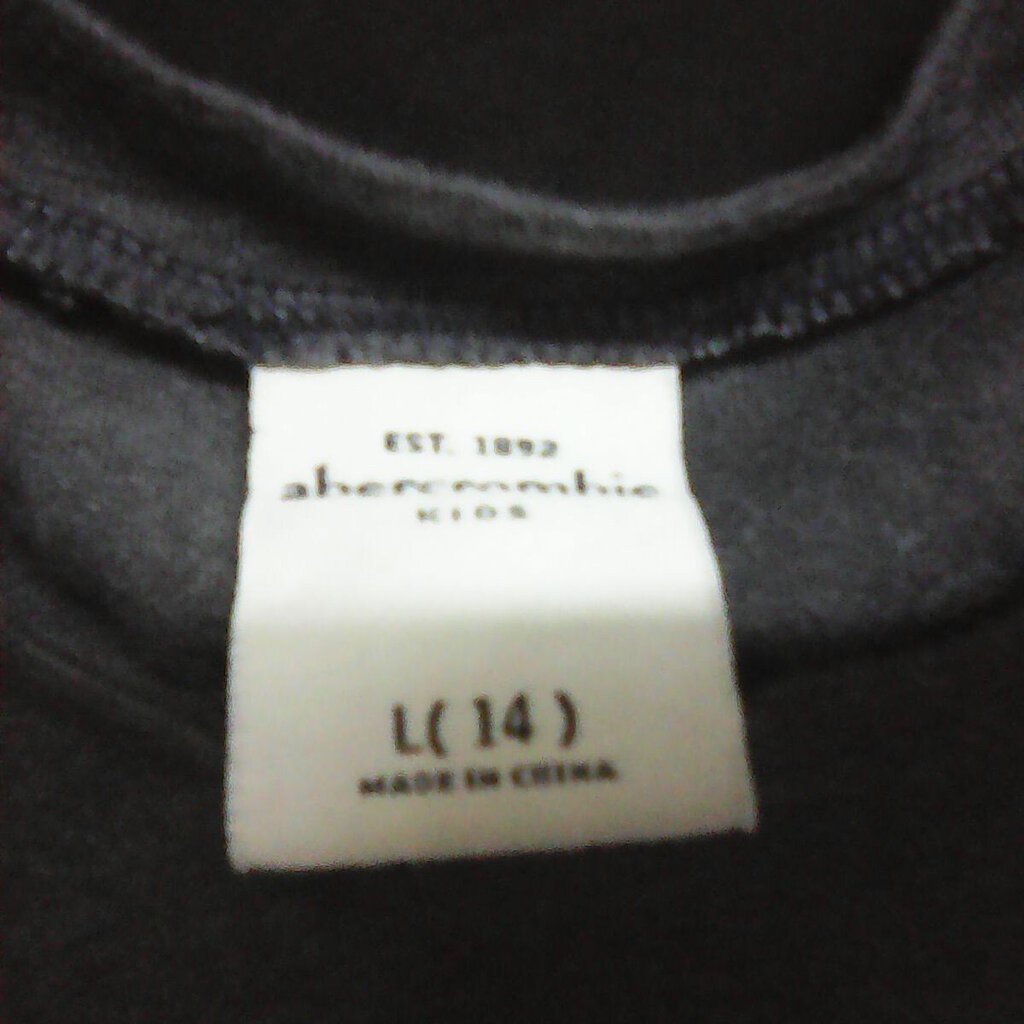 EST. 1892
abercrombie
KIDS
L( 14 )
MADE IN CHINA